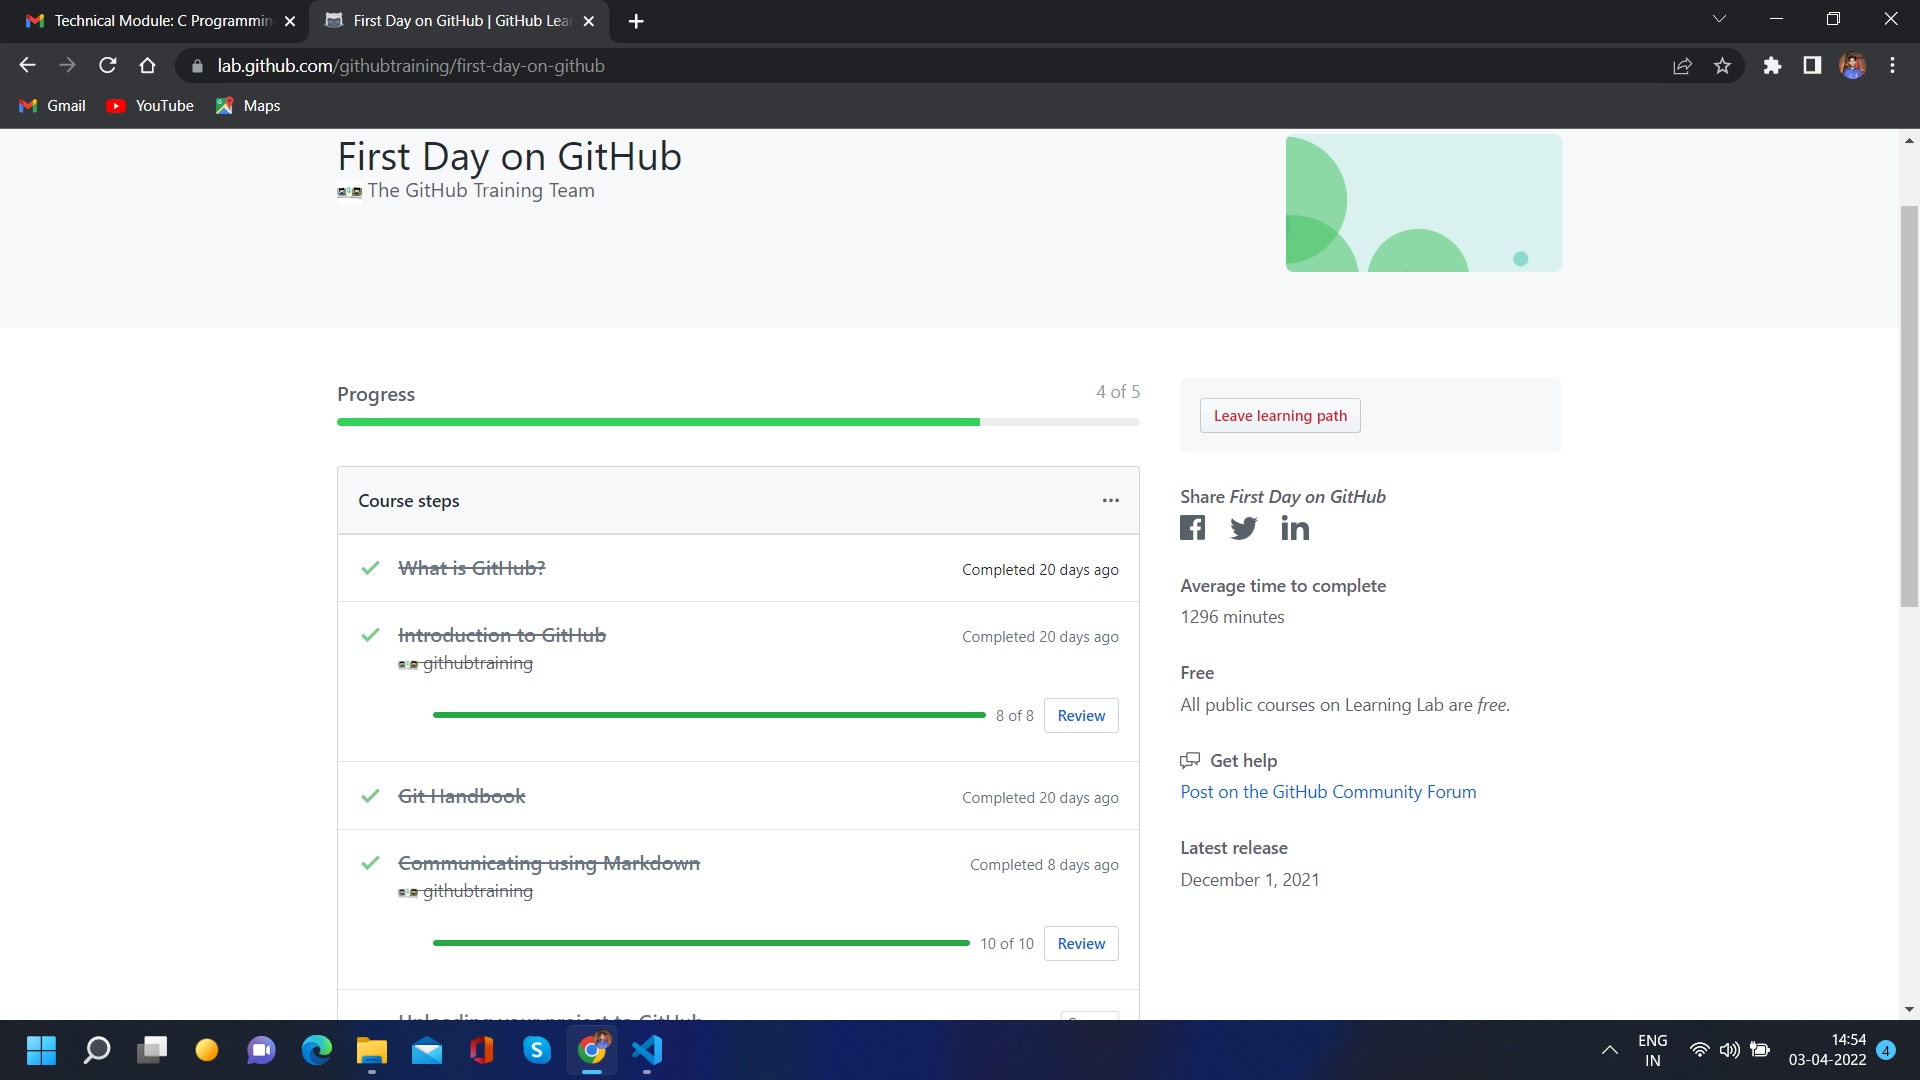 Technical Module: C Programmin
First Day on GitHub | GitHub Lea
lab.github.com/githubtraining/first-day-on-github
Gmail
YouTube
Maps
First Day on GitHub
The GitHub Training Team
Progress
4 of 5
Leave learning path
Course steps
Share First Day on GitHub
What is GitHub?
Completed 20 days ago
Average time to complete
1296 minutes
Introduction to GitHub
Completed 20 days ago
githubtraining
8 of 8
Review
Free
All public courses on Learning Lab are free.
Get help
Post on the GitHub Community Forum
Git Handbook
Completed 20 days ago
Communicating using Markdown
Completed 8 days ago
githubtraining
10 of 10
Review
Latest release
December 1, 2021
Uploading your project to GitHub
ENG
IN
14:54
03-04-2022
4